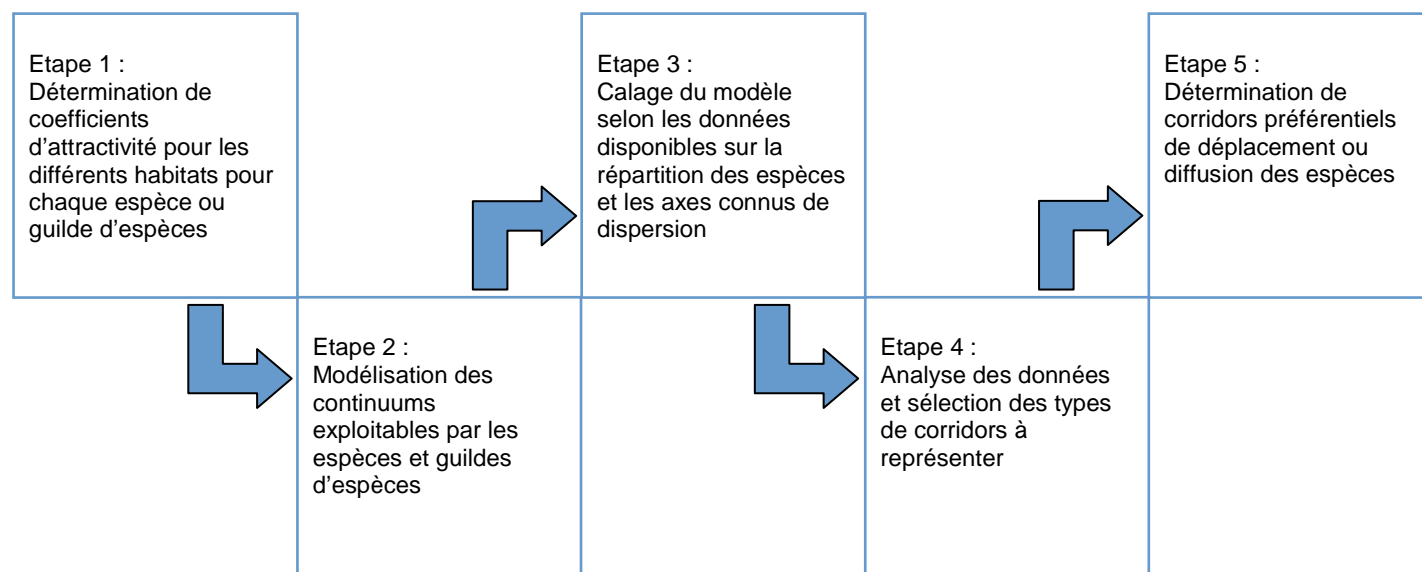 Etape 1 :
Détermination de
coefficients
d’attractivité pour les
différents habitats pour
chaque espèce ou
guilde d’espèces
Etape 2 :
Modélisation des
continuums
exploitables par les
espèces et guildes
d’espèces
Etape 3 :
Calage du modèle
selon les données
disponibles sur la
répartition des espèces
et les axes connus de
dispersion
Etape 4 :
Analyse des données
et sélection des types
de corridors à
représenter
Etape 5 :
Détermination de
corridors préférentiels
de déplacement ou
diffusion des espèces